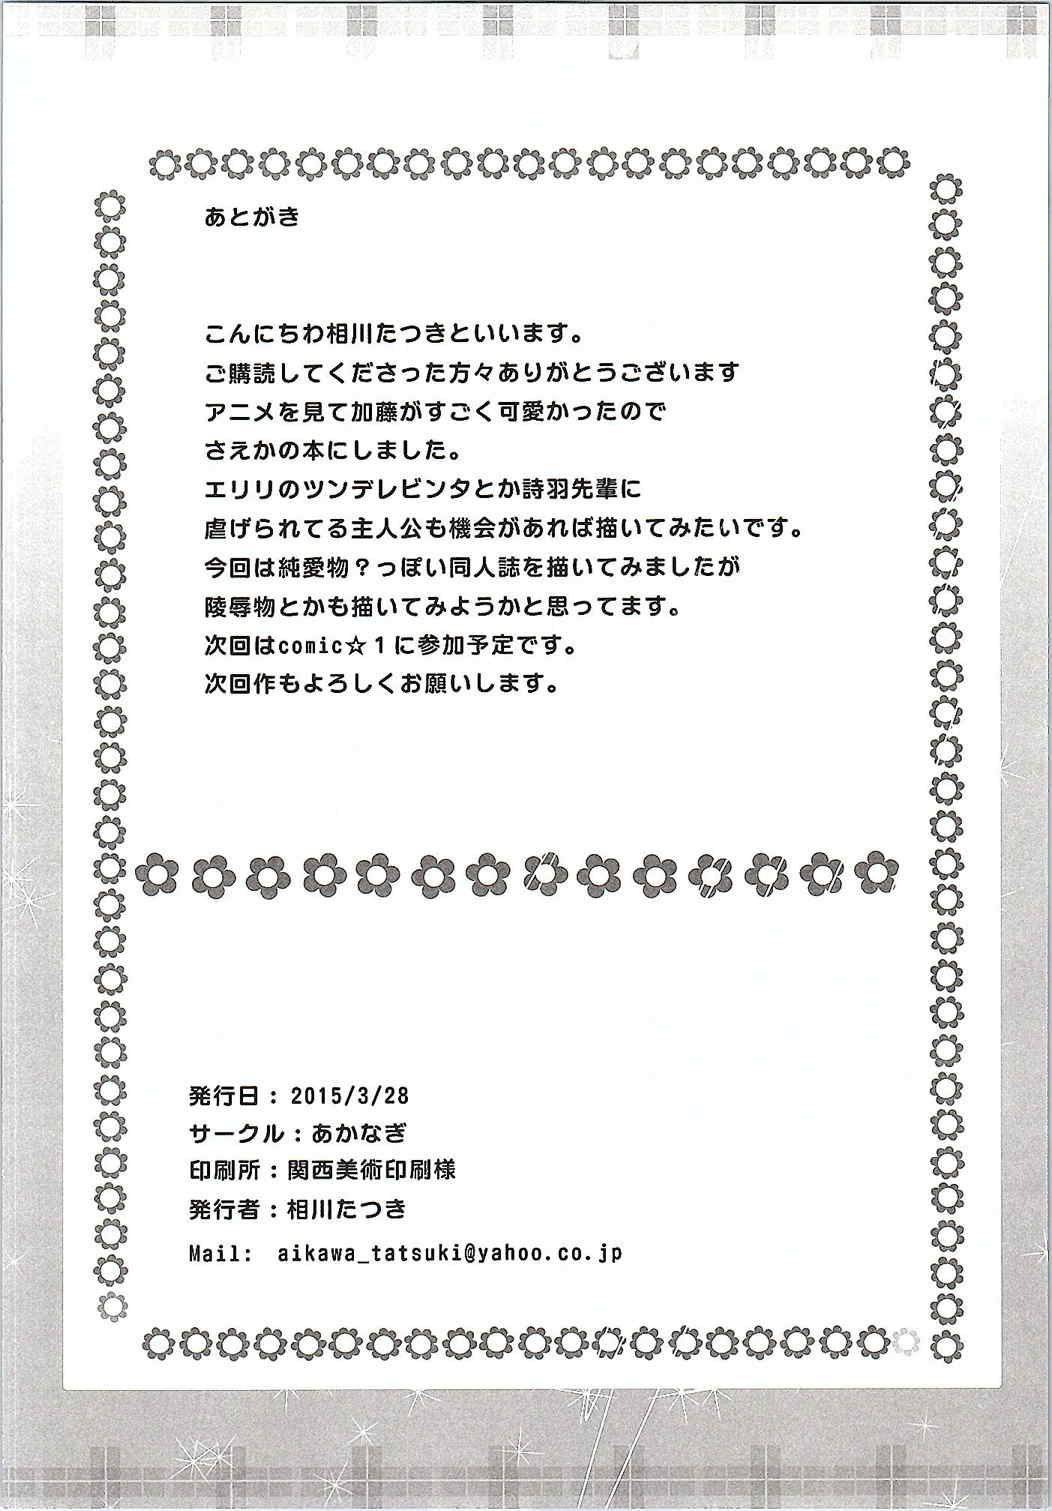 あとがき
こんにちわ相川たつきといいます。
ご購読してくださった方々ありがとうございます
アニメを見て加藤がすごく可愛かったので
さえかの本にしました。
エリリのツンデレビンタとか詩羽先輩に
虐げられてる主人公も機会があれば描いてみたいです。
今回は純愛物？っぽい同人誌を描いてみましたが
陵辱物とかも描いてみようかと思ってます。
次回はcomic☆１に参加予定です。
次回作もよろしくお願いします。
発行日：2015/3/28
サークル：あかなぎ
印刷所：関西美術印刷様
発行者：相川たつき
Mail:　aikawa_tatsuki@yahoo.co.jp